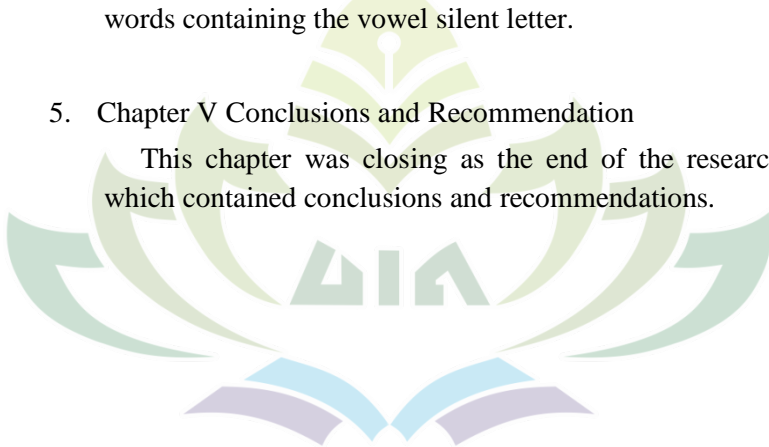 words containing the vowel silent letter.
5. Chapter V Conclusions and Recommendation
This chapter was closing as the end of the researc
which contained conclusions and recommendations.
UIN